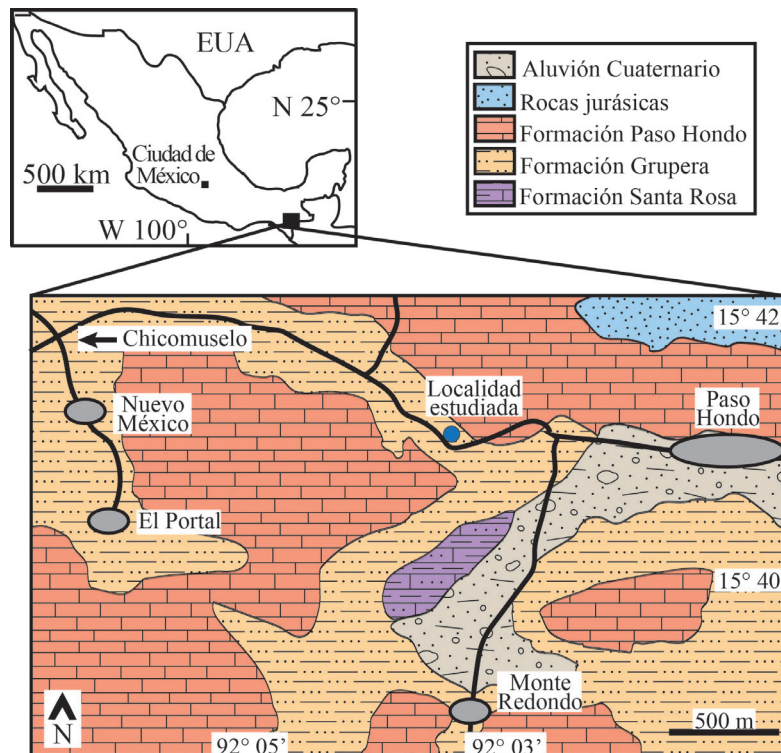 EUA
N 25°
Ciudad de
México
500 km
W 100°
Aluvión Cuaternario
Rocas jurásicas
Formación Paso Hondo
Formación Grupera
Formación Santa Rosa
15° 42
Chicomuselo
Localidad
estudiada
Paso
Hondo
Nuevo
México
El Portal
15° 40
Monte
Redondo
N
500 m
92° 05’
92° 03’